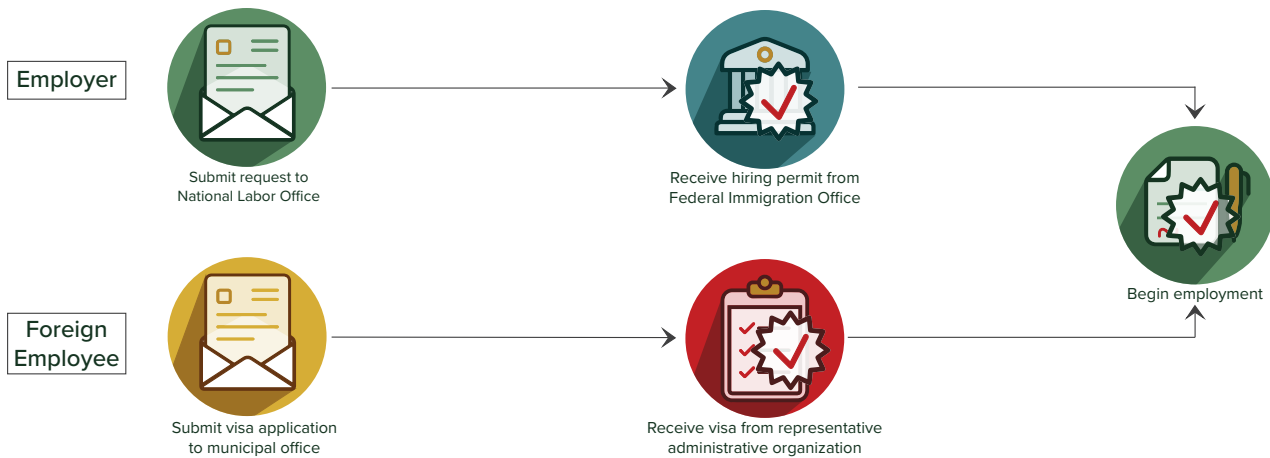 Employer
Submit request to
National Labor Office
Receive hiring permit from
Federal Immigration Office
Begin employment
Foreign
Employee
Submit visa application
to municipal office
Receive visa from representative
administrative organization